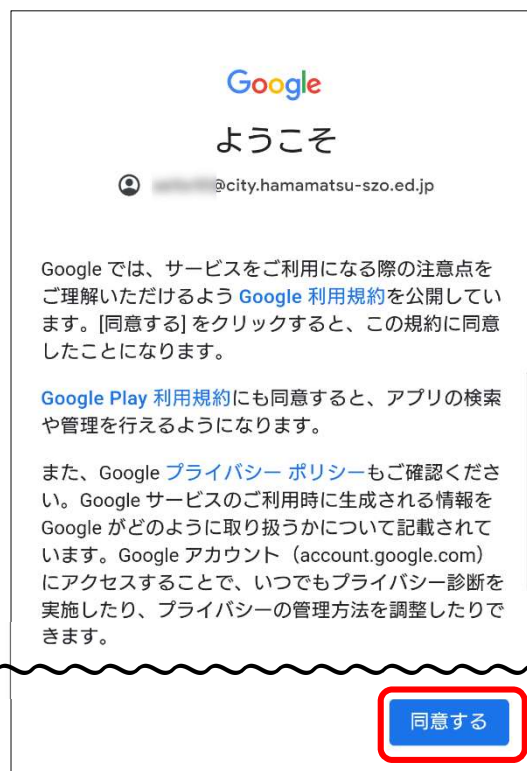 Google
ようこそ
@city.hamamatsu-szo.ed.jp
Google では、サービスをご利用になる際の注意点を
ご理解いただけるよう Google 利用規約を公開してい
ます。[同意する] をクリックすると、この規約に同意
したことになります。
Google Play 利用規約にも同意すると、アプリの検索
や管理を行えるようになります。
また、Google プライバシー ポリシーもご確認くださ
い。Google サービスのご利用時に生成される情報を
Google がどのように取り扱うかについて記載されて
います。Google アカウント（account.google.com）
にアクセスすることで、いつでもプライバシー診断を
実施したり、プライバシーの管理方法を調整したりで
きます。
同意する